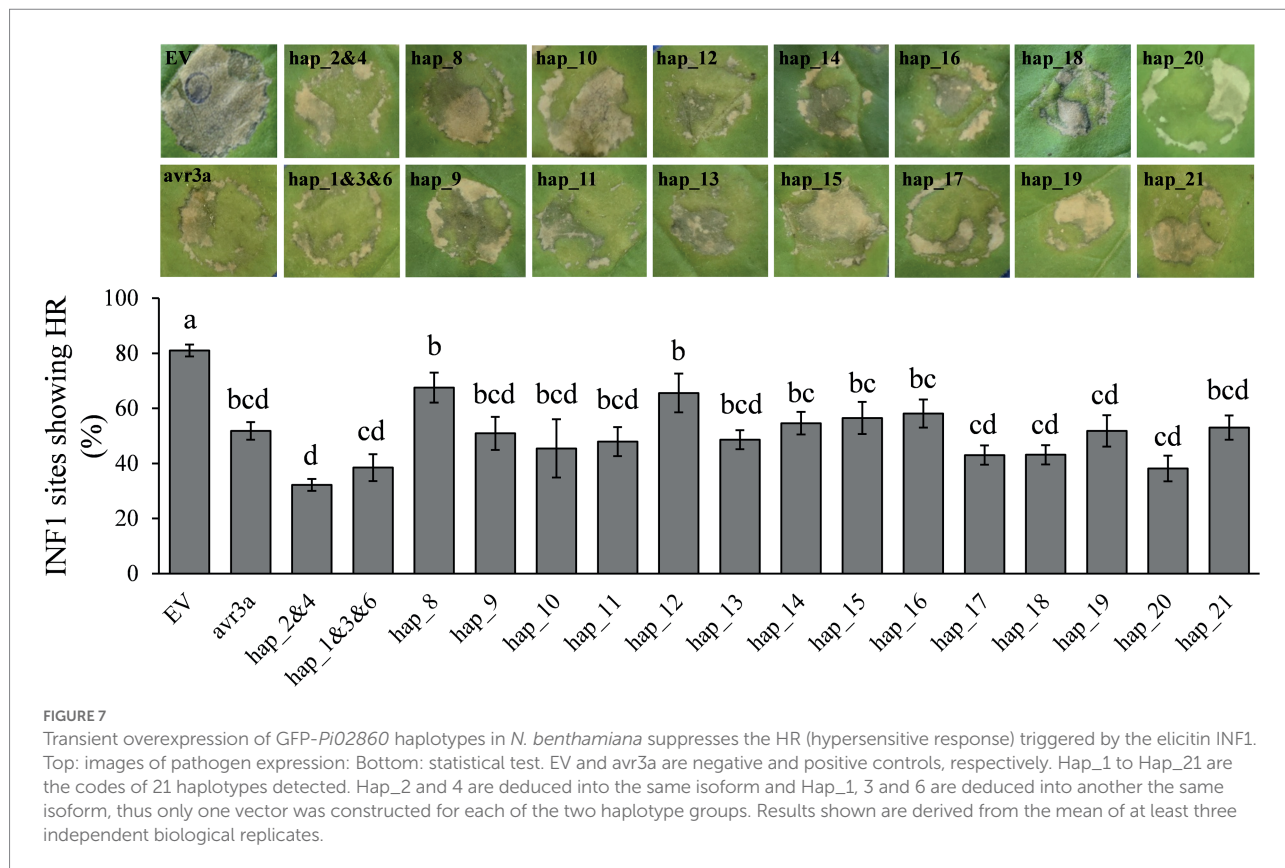 EV hap_2&4 hap_8 hap_10 hap_12 hap_14 hap_16 hap_18 hap_20
avr3a hap_1&3&6 hap_9 hap_11 hap_13 hap_15 hap_17 hap_19 hap_21
INF1 sites showing HR
(%)
100
80
60
40
20
0
a
bcd
d
cd
b
bcd
bcd
bcd
b
bcd
bc
bc
bc
cd
cd
cd
cd
bcd
EV
avr3a
hap_2&4
hap_1&3&6
hap_8
hap_9
hap_10
hap_11
hap_12
hap_13
hap_14
hap_15
hap_16
hap_17
hap_18
hap_19
hap_20
hap_21
FIGURE 7
Transient overexpression of GFP-Pi02860 haplotypes in N. benthamiana suppresses the HR (hypersensitive response) triggered by the elicitin INF1.
Top: images of pathogen expression: Bottom: statistical test. EV and avr3a are negative and positive controls, respectively. Hap_1 to Hap_21 are
the codes of 21 haplotypes detected. Hap_2 and 4 are deduced into the same isoform and Hap_1, 3 and 6 are deduced into another the same
isoform, thus only one vector was constructed for each of the two haplotype groups. Results shown are derived from the mean of at least three
independent biological replicates.